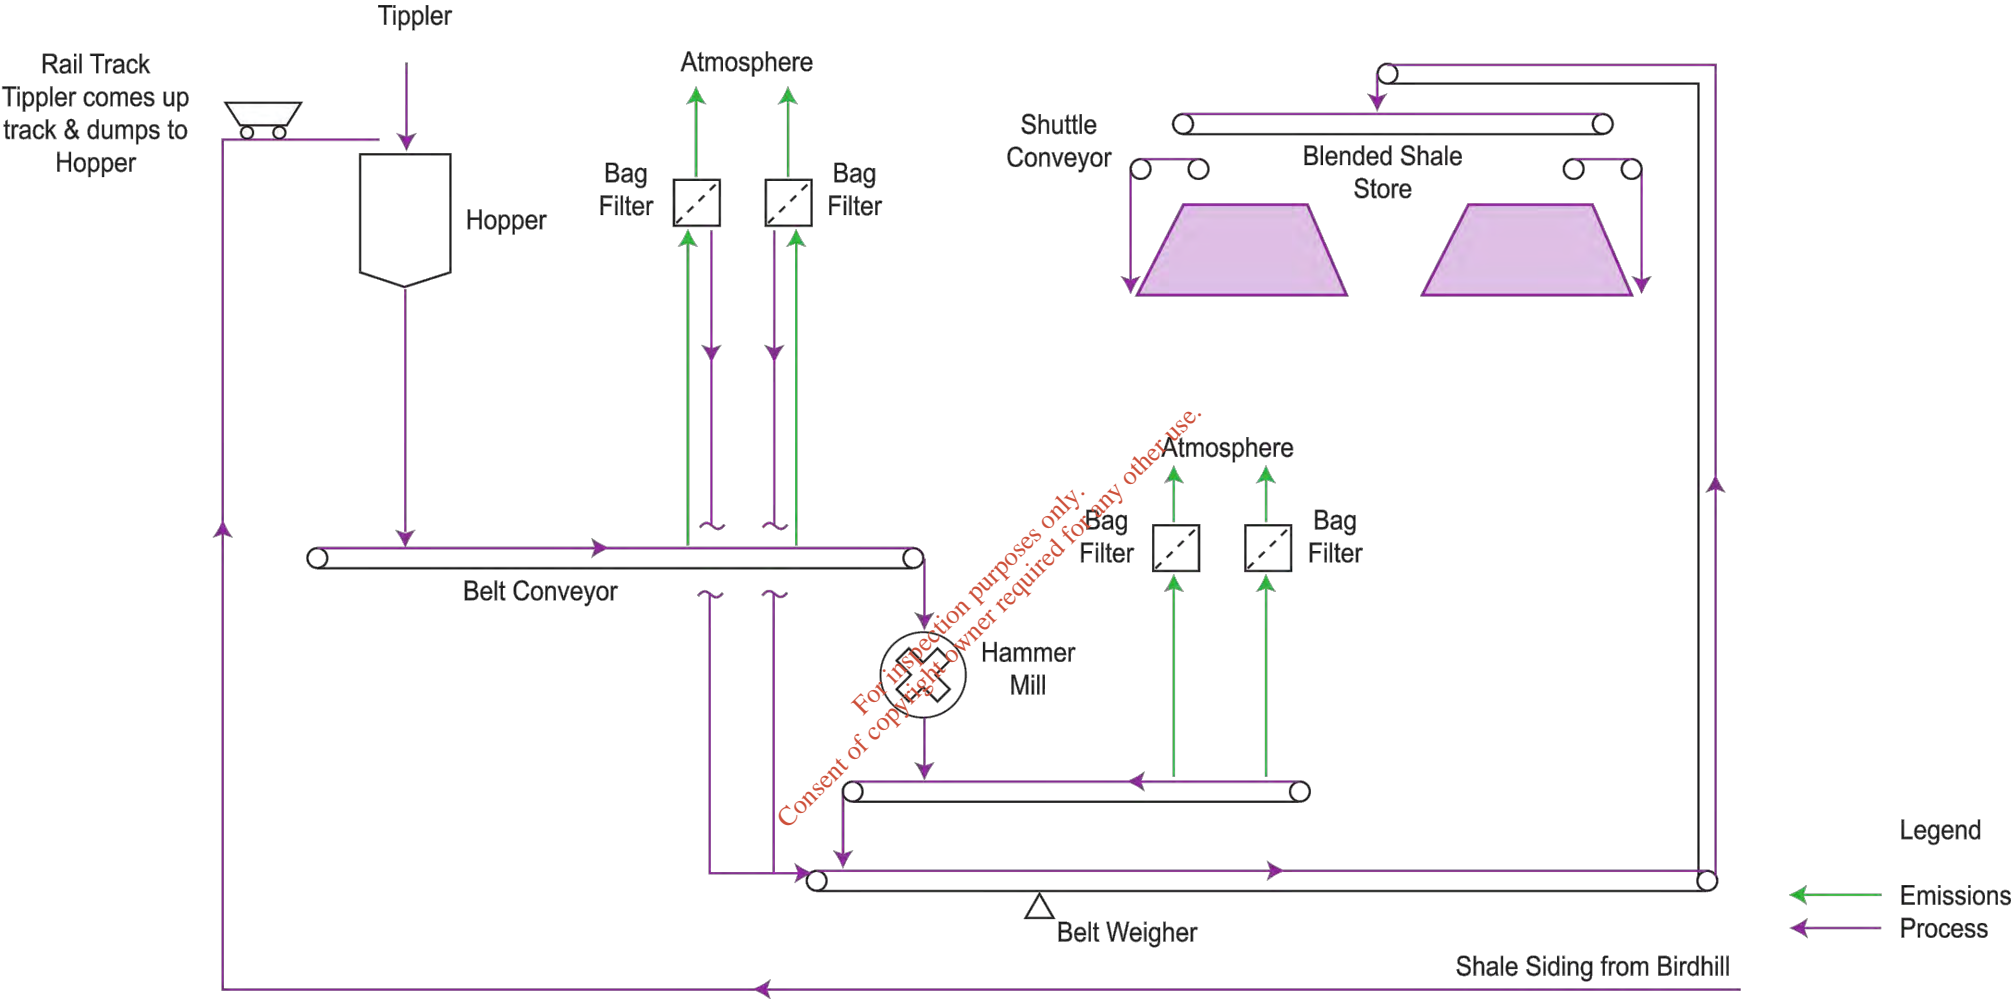 Tippler
Rail Track
Tippler comes up
track & dumps to
Hopper
Hopper
Atmosphere
Bag
Filter
Bag
Filter
Shuttle
Conveyor
Blended Shale
Store
Belt Conveyor
Atmosphere
Bag
Filter
Bag
Filter
Hammer
Mill
For inspection purposes only.
Consent of copyright owner required for any other use.
Belt Weigher
Legend
Emissions
Process
Shale Siding from Birdhill